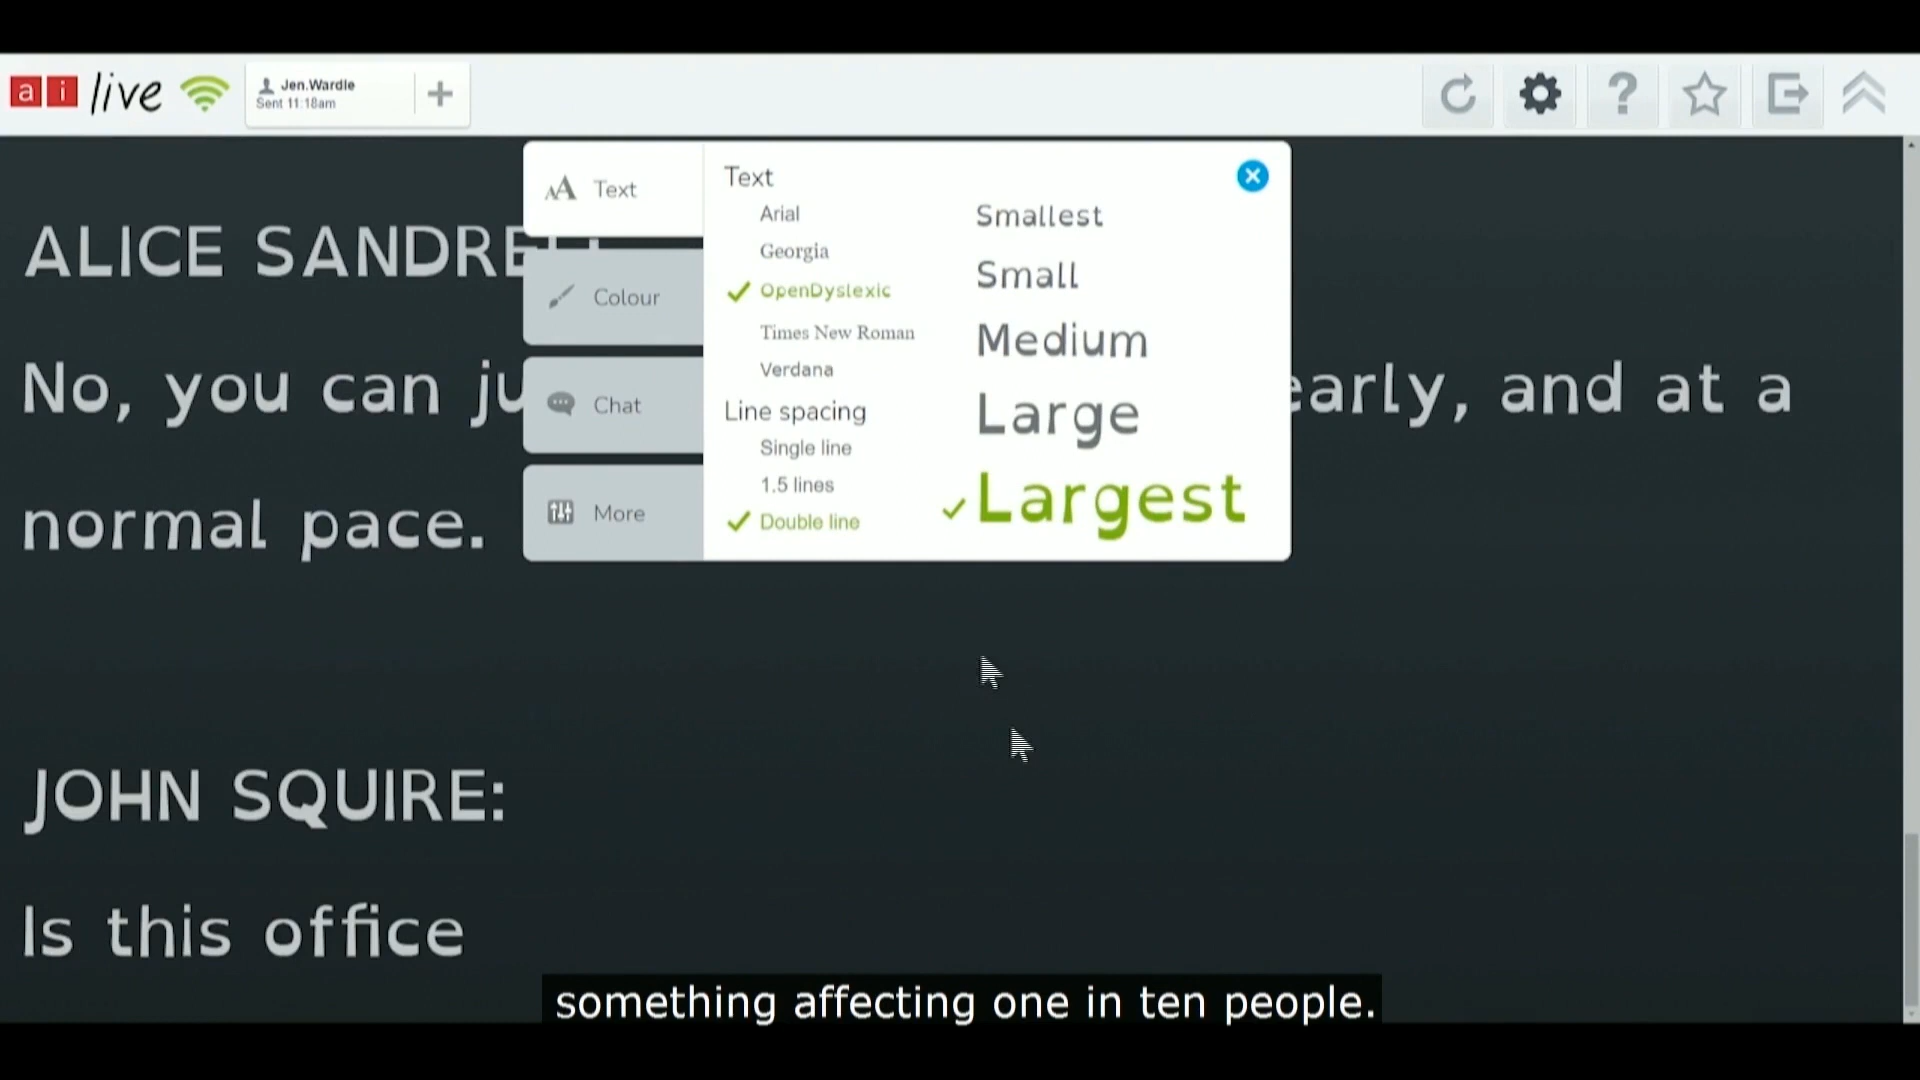 ai live
Jen.Wardle
Sent 11:18am
+
?
Text
Colour
Chat
More
Text
Arial
Georgia
OpenDyslexic
Times New Roman
Verdana
Line spacing
Single line
1.5 lines
Double line
Smallest
Small
Medium
Large
Largest
ALICE
No, you can early, and at a
normal pace.
JOHN SQUIRE:
Is this office
something affecting one in ten people.